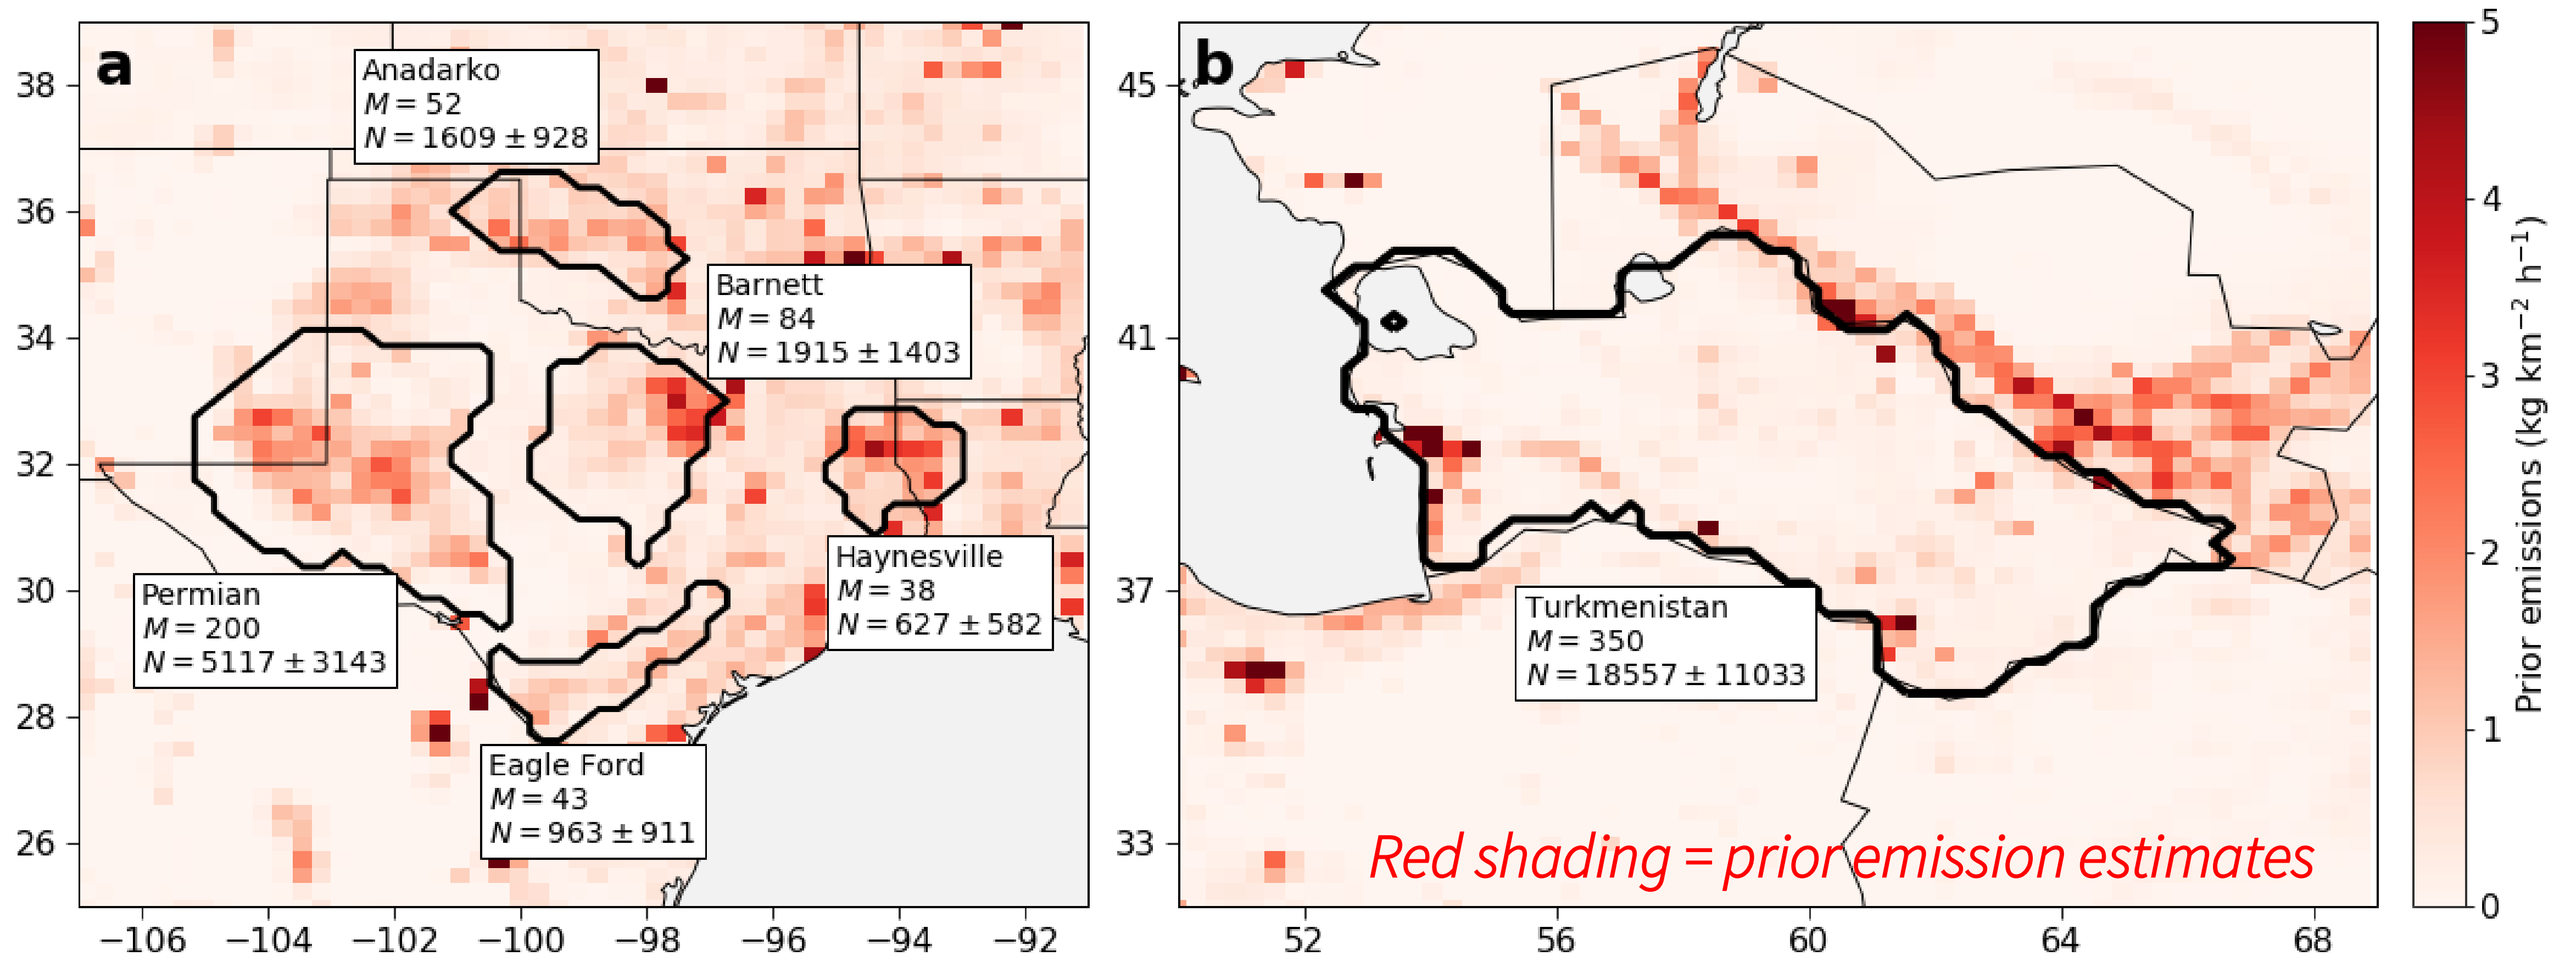 a
Anadarko
M = 52
N = 1609 ± 928
Barnett
M = 84
N = 1915 ± 1403
Haynesville
M = 38
N = 627 ± 582
Permian
M = 200
N = 5117 ± 3143
Eagle Ford
M = 43
N = 963 ± 911
38
36
34
32
30
28
26
−106 −104 −102 −100 −98 −96 −94 −92
b
Turkmenistan
M = 350
N = 18557 ± 11033
Red shading = prior emission estimates
45
41
37
33
52 56 60 64 68
5
4
3
2
1
0
Prior emissions (kg km⁻² h⁻¹)